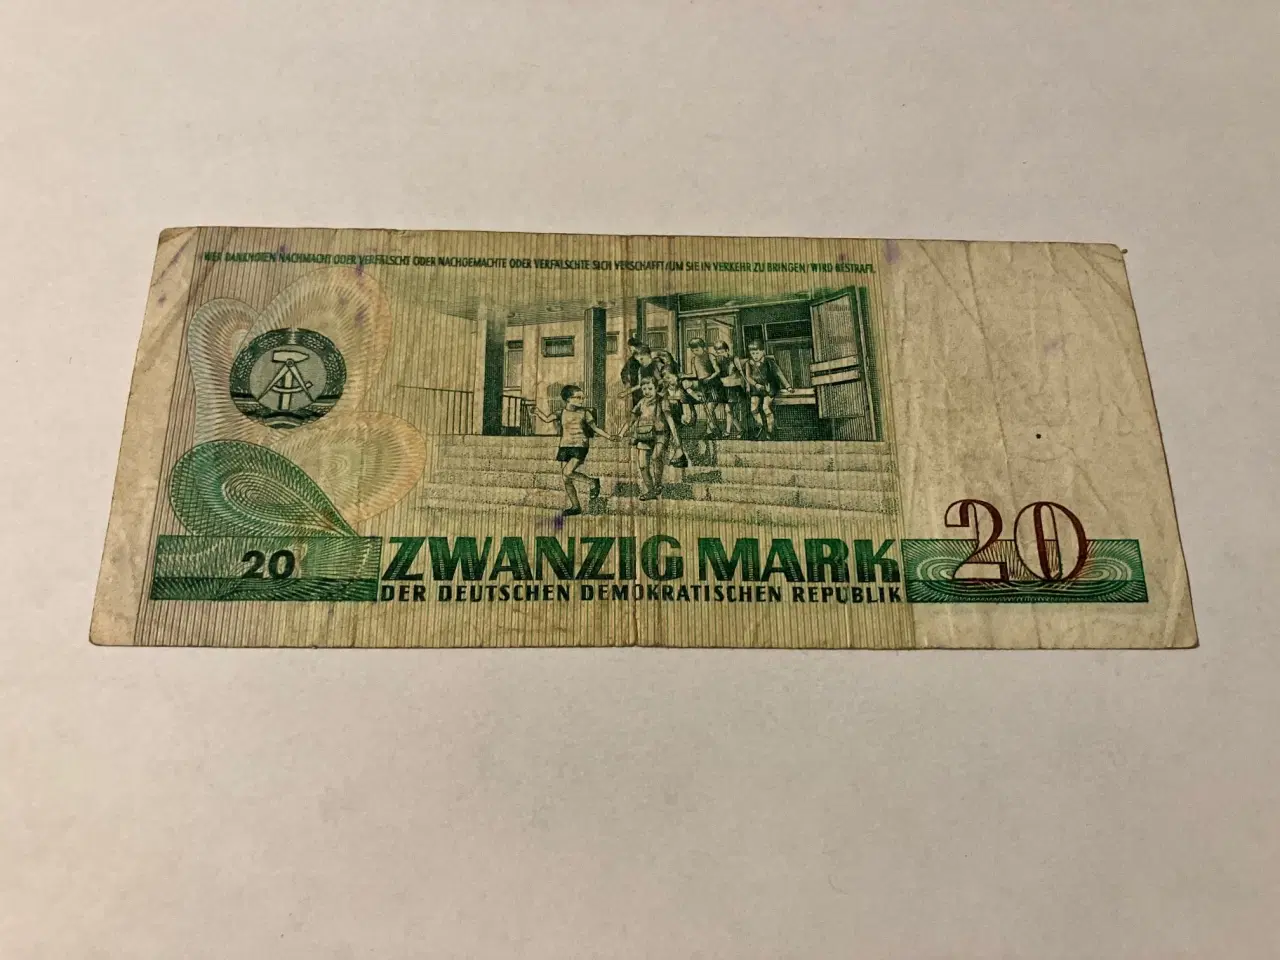 WER BANKNOTEN NACHMACHT ODER VERFÄLSCHT ODER NACHGEMACHTE ODER VERFÄLSCHTE SICH VERSCHAFFT/UM SIE IN VERKEHR ZU BRINGEN/WIRD BESTRAFT.
20 ZWANZIG MARK 20
DER DEUTSCHEN DEMOKRATISCHEN REPUBLIK